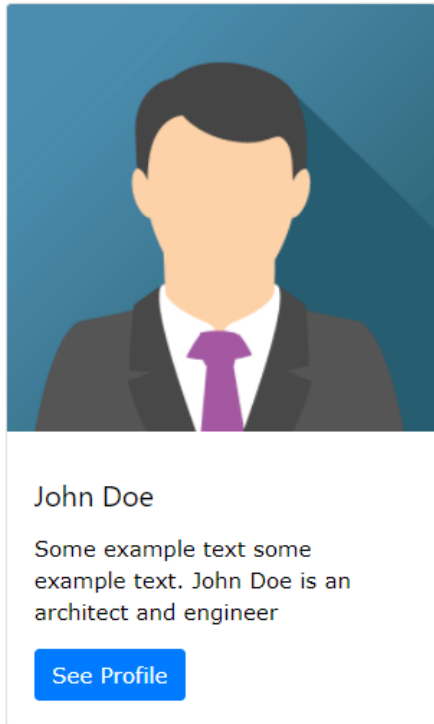 John Doe
Some example text some
example text. John Doe is an
architect and engineer
See Profile